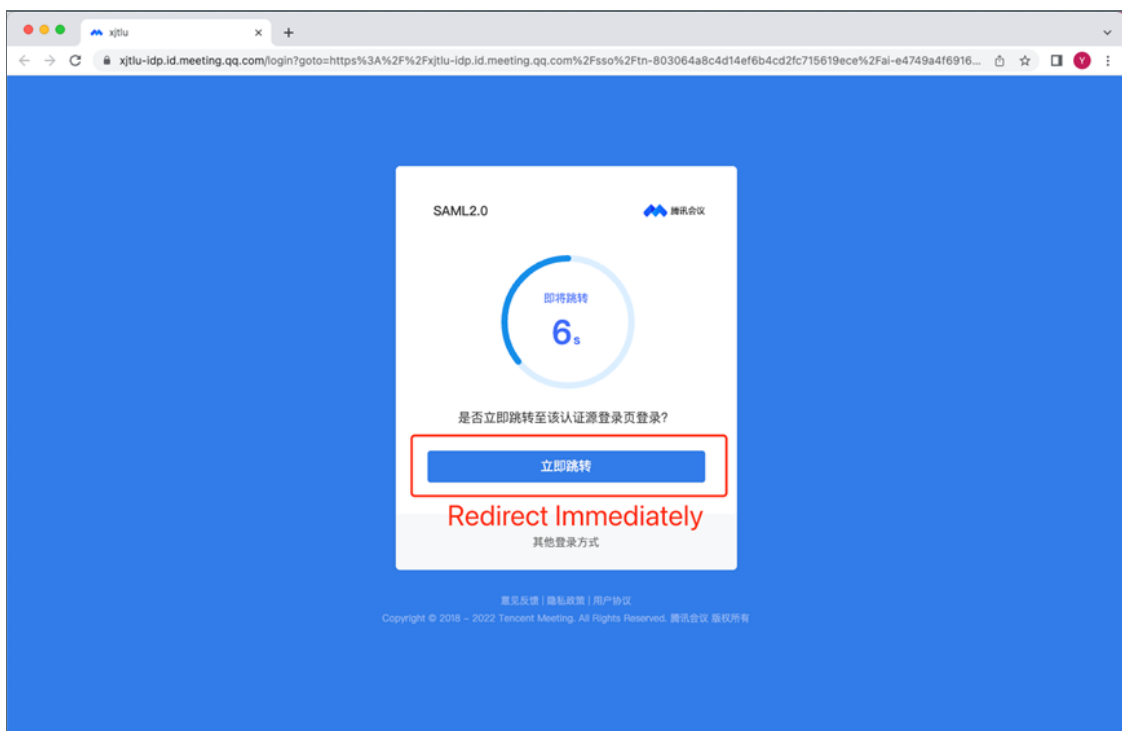 xjtlu
xjtlu-idp.id.meeting.qq.com/login?goto=https%3A%2F%2Fxjtlu-idp.id.meeting.qq.com%2Fsso%2Ftn-803064a8c4d14ef6b4cd2fc715619ece%2Fai-e4749a4f6916...
Y
SAML2.0
腾讯会议
即将跳转
6s
是否立即跳转至该认证源登录页登录?
立即跳转
Redirect Immediately
其他登录方式
意见反馈 | 隐私政策 | 用户协议
Copyright © 2018 – 2022 Tencent Meeting. All Rights Reserved. 腾讯会议 版权所有